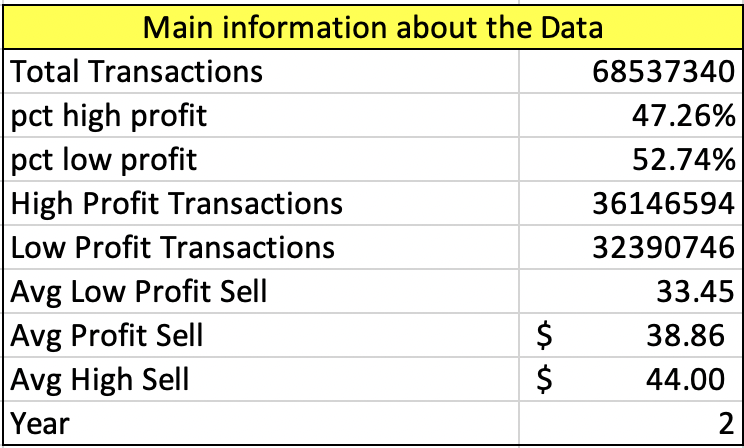 Main information about the Data
Total Transactions 68537340
pct high profit 47.26%
pct low profit 52.74%
High Profit Transactions 36146594
Low Profit Transactions 32390746
Avg Low Profit Sell 33.45
Avg Profit Sell $ 38.86
Avg High Sell $ 44.00
Year 2